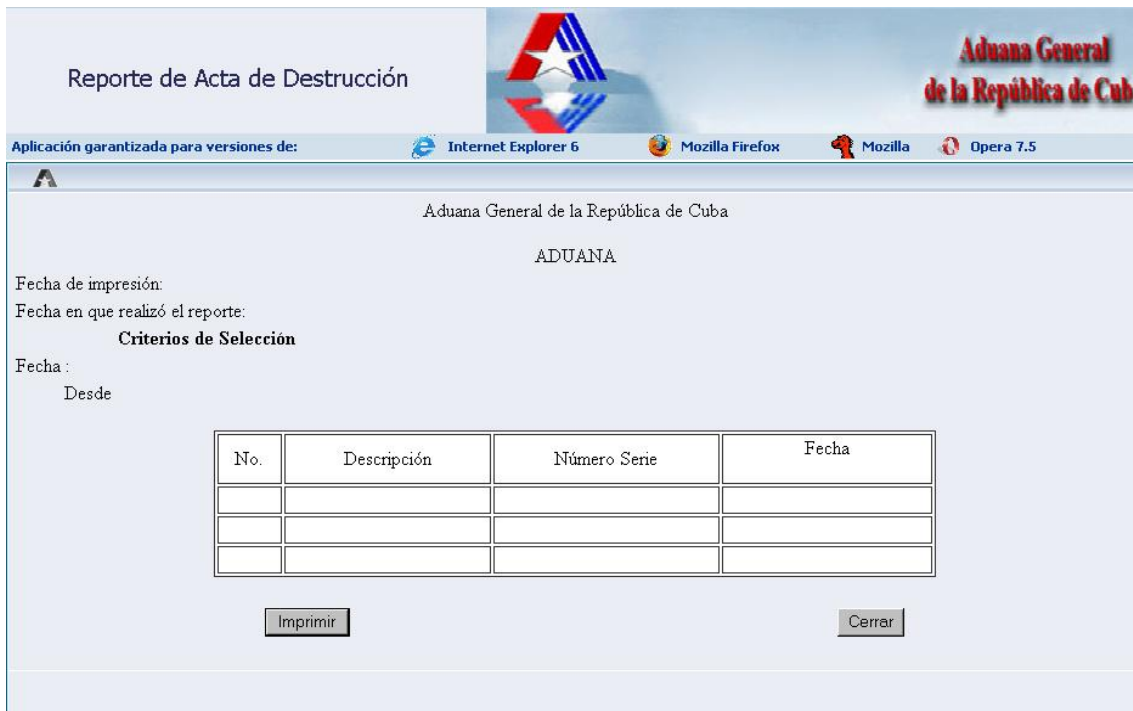 Reporte de Acta de Destrucción
Aduana General
de la República de Cub
Aplicación garantizada para versiones de: Internet Explorer 6 Mozilla Firefox Mozilla Opera 7.5
Aduana General de la República de Cuba
ADUANA
Fecha de impresión:
Fecha en que realizó el reporte:
Criterios de Selección
Fecha :
Desde
No. Descripción Número Serie Fecha
Imprimir Cerrar